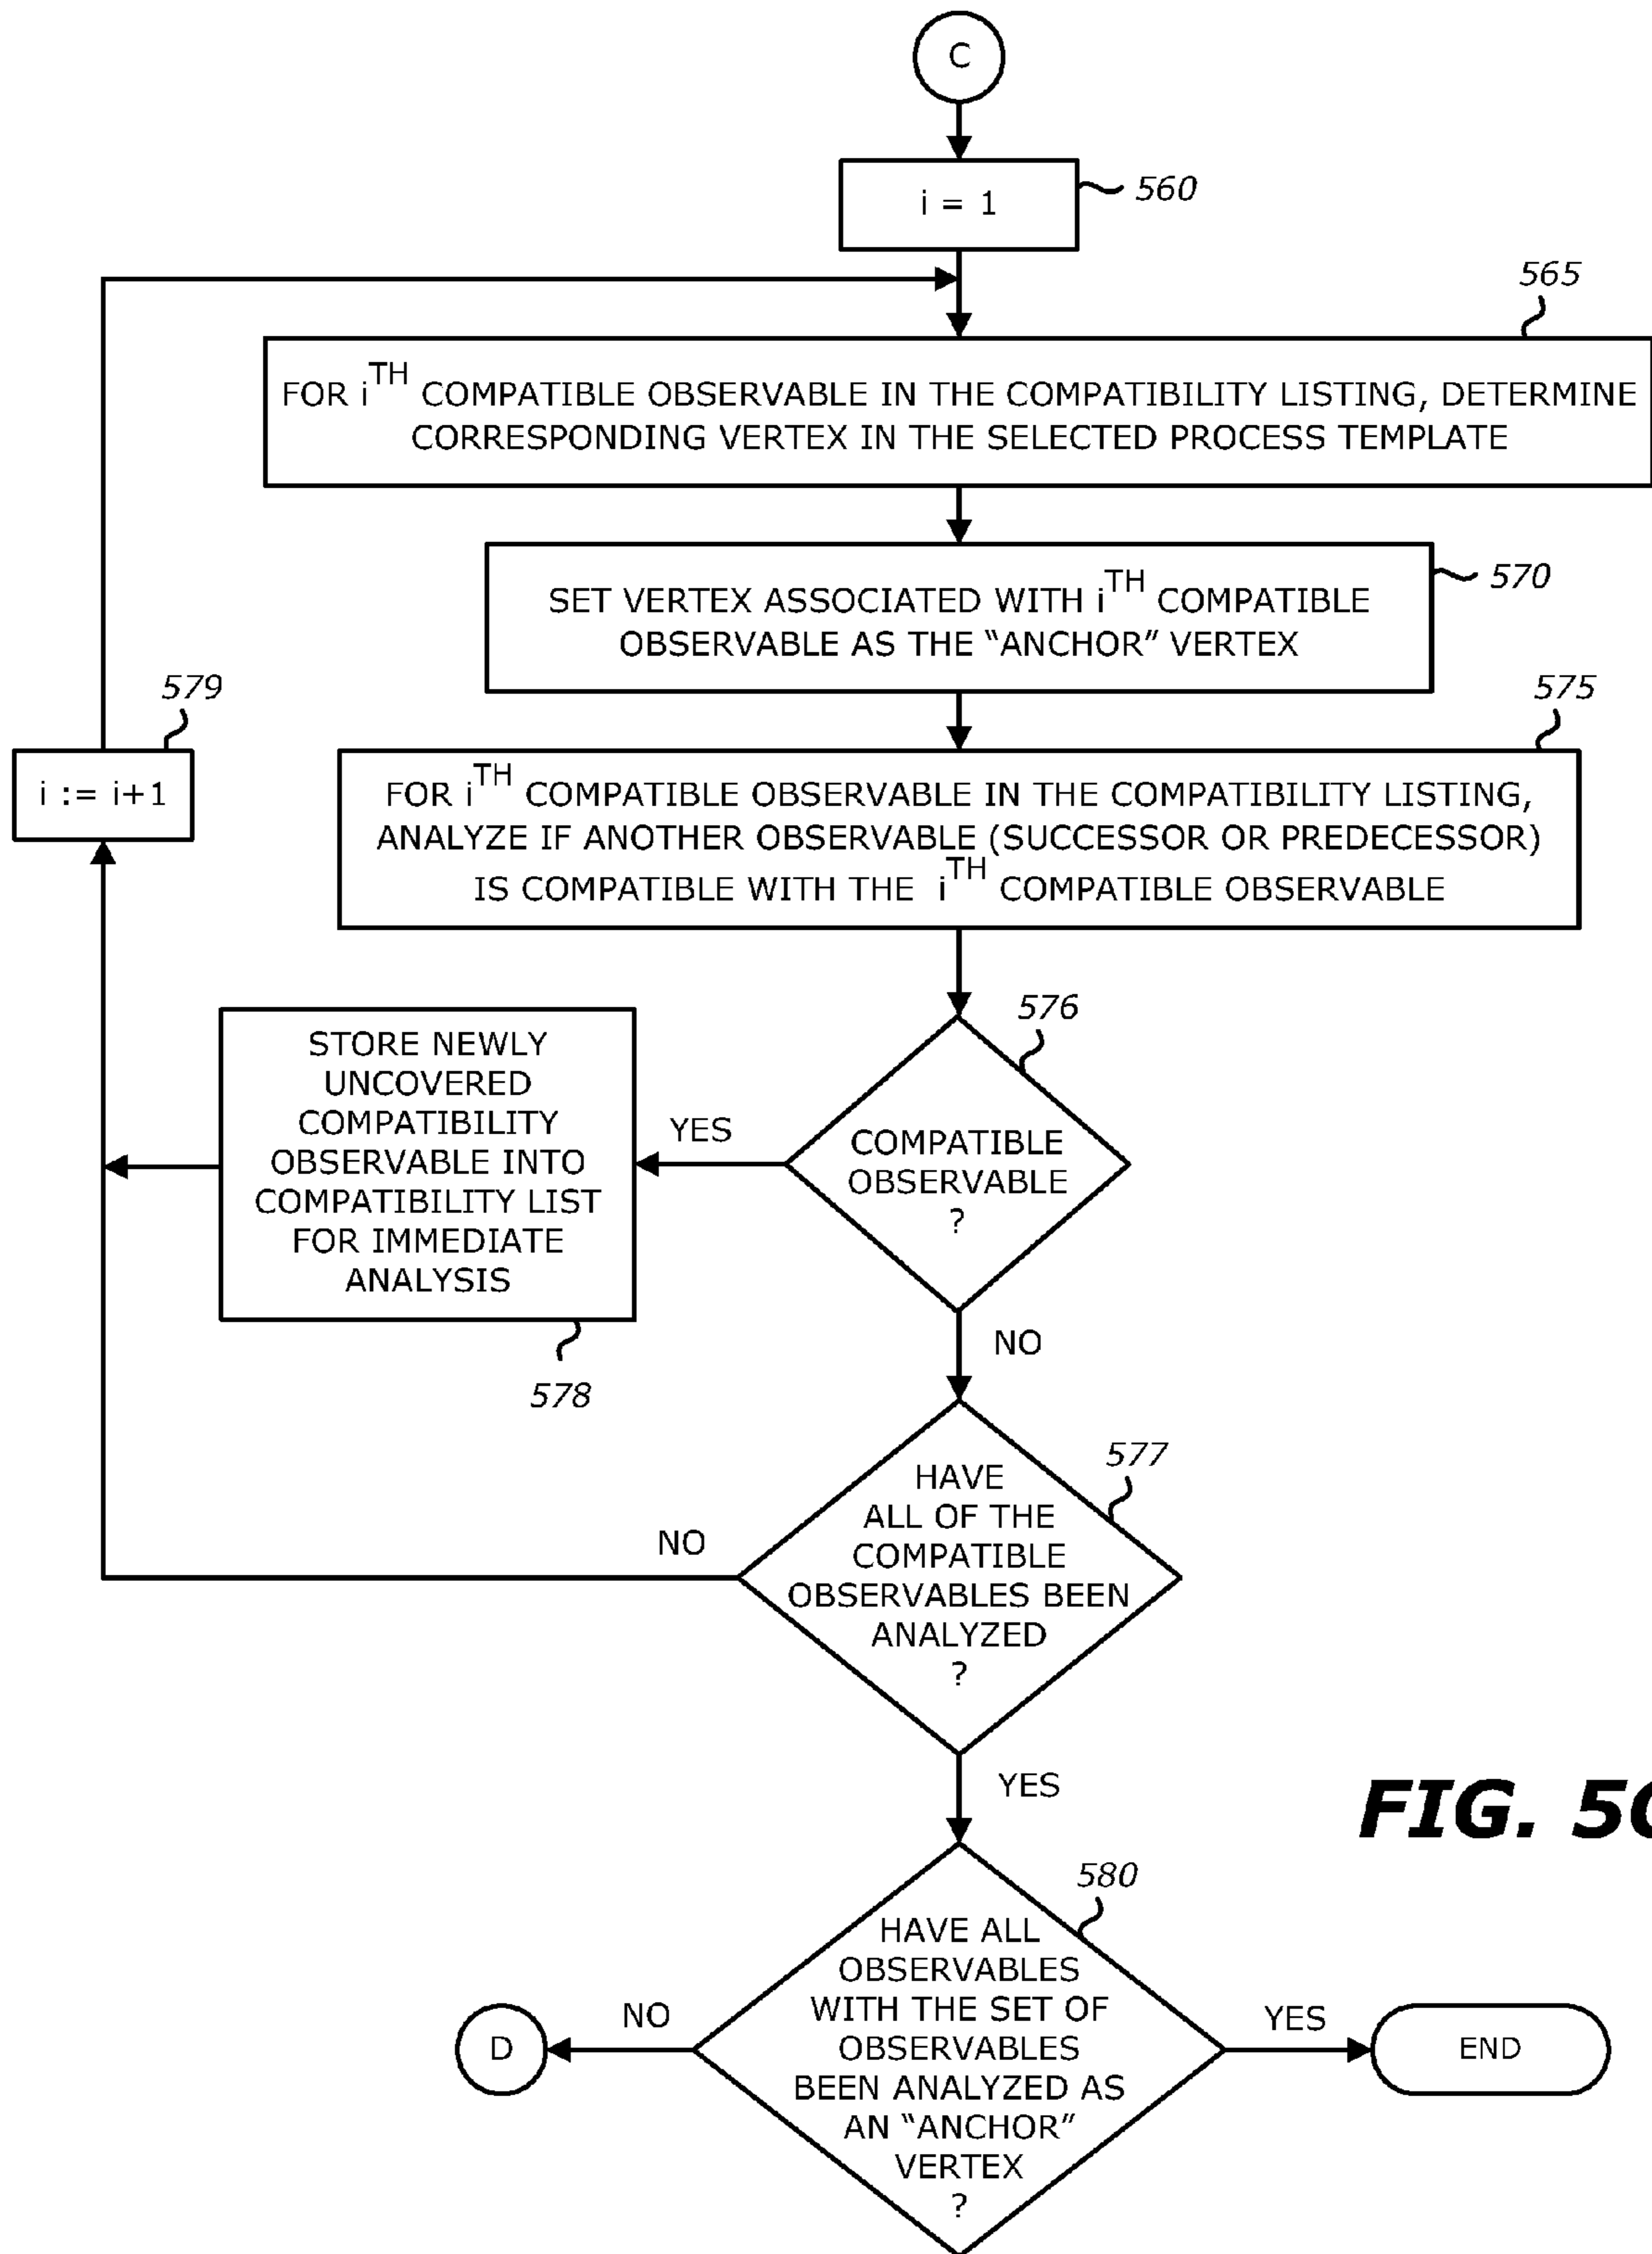 C
i = 1
560
565
FOR iTH COMPATIBLE OBSERVABLE IN THE COMPATIBILITY LISTING, DETERMINE
CORRESPONDING VERTEX IN THE SELECTED PROCESS TEMPLATE
570
SET VERTEX ASSOCIATED WITH iTH COMPATIBLE
OBSERVABLE AS THE “ANCHOR” VERTEX
579
i := i+1
575
FOR iTH COMPATIBLE OBSERVABLE IN THE COMPATIBILITY LISTING,
ANALYZE IF ANOTHER OBSERVABLE (SUCCESSOR OR PREDECESSOR)
IS COMPATIBLE WITH THE iTH COMPATIBLE OBSERVABLE
576
COMPATIBLE
OBSERVABLE
?
YES
STORE NEWLY
UNCOVERED
COMPATIBILITY
OBSERVABLE INTO
COMPATIBILITY LIST
FOR IMMEDIATE
ANALYSIS
578
NO
577
HAVE
ALL OF THE
COMPATIBLE
OBSERVABLES BEEN
ANALYZED
?
NO
YES
FIG.
580
HAVE ALL
OBSERVABLES
WITH THE SET OF
OBSERVABLES
BEEN ANALYZED AS
AN “ANCHOR”
VERTEX
?
NO
D
YES
END